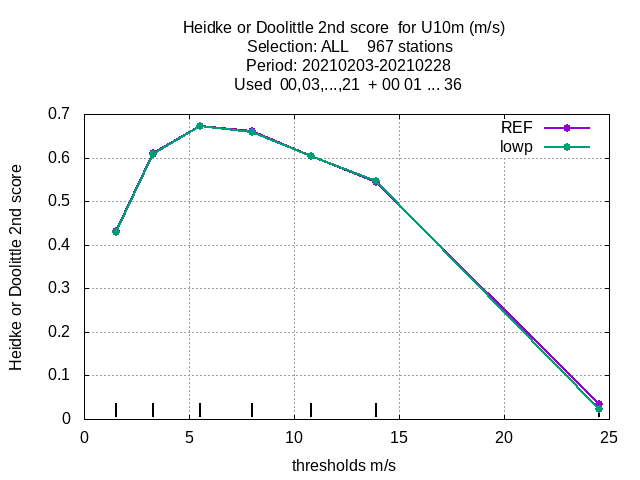 Heidke or Doolittle 2nd score  for U10m (m/s)
Selection: ALL    967 stations
Period: 20210203-20210228
Used  00,03,...,21  + 00 01 ... 36
REF
lowp
Heidke or Doolittle 2nd score
0.7
0.6
0.5
0.4
0.3
0.2
0.1
0
0 5 10 15 20 25
thresholds m/s